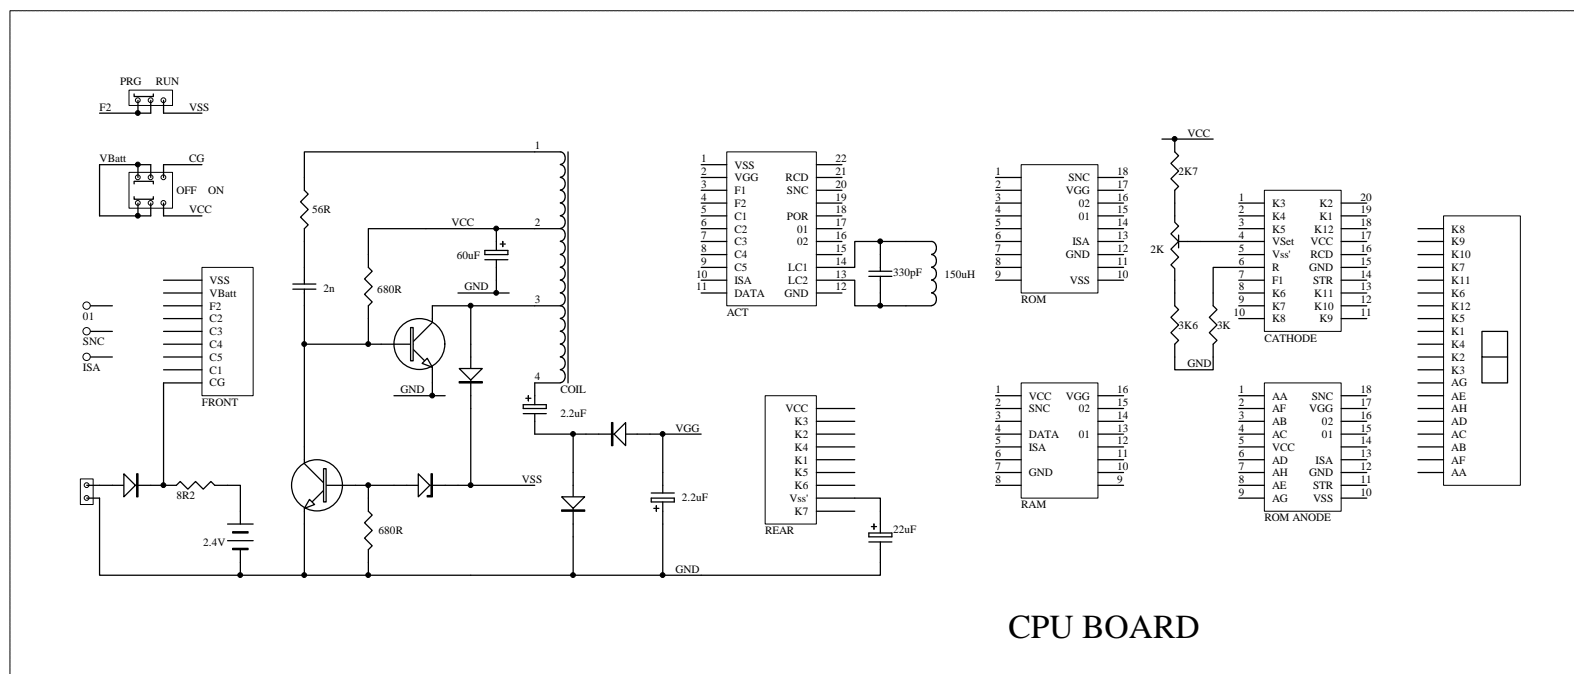 PRG RUN
F2 VSS
VBatt CG
OFF ON
VCC
VSS
VBatt
F2
C2
C3
C4
C5
C1
CG
FRONT
01
SNC
ISA
8R2
2.4V
1
56R
2n
VCC
2
60uF
GND
680R
3
GND
4
COIL
2.2uF
VGG
VSS
680R
2.2uF
GND
1 VSS 22
2 VGG RCD 21
3 F1 SNC 20
4 F2 19
5 C1 POR 18
6 C2 01 17
7 C3 02 16
8 C4 15
9 C5 LC1 14
10 ISA LC2 13
11 DATA GND 12
ACT
330pF
150uH
VCC
K3
K2
K4
K1
K5
K6
Vss'
K7
REAR
22uF
1 SNC 18
2 VGG 17
3 02 16
4 01 15
5 14
6 ISA 13
7 GND 12
8 11
9 VSS 10
ROM
1 VCC VGG 16
2 SNC 02 15
3 14
4 DATA 01 13
5 ISA 12
6 11
7 GND 10
8 9
RAM
VCC
2K7
2K
3K6
3K
GND
1 K3 K2 20
2 K4 K1 19
3 K5 K12 18
4 VSet VCC 17
5 Vss' RCD 16
6 R GND 15
7 F1 STR 14
8 K6 K11 13
9 K7 K10 12
10 K8 K9 11
CATHODE
1 AA SNC 18
2 AF VGG 17
3 AB 02 16
4 AC 01 15
5 VCC 14
6 AD ISA 13
7 AH GND 12
8 AE STR 11
9 AG VSS 10
ROM ANODE
K8
K9
K10
K7
K11
K6
K12
K5
K1
K4
K2
K3
AG
AE
AH
AD
AC
AB
AF
AA
CPU BOARD